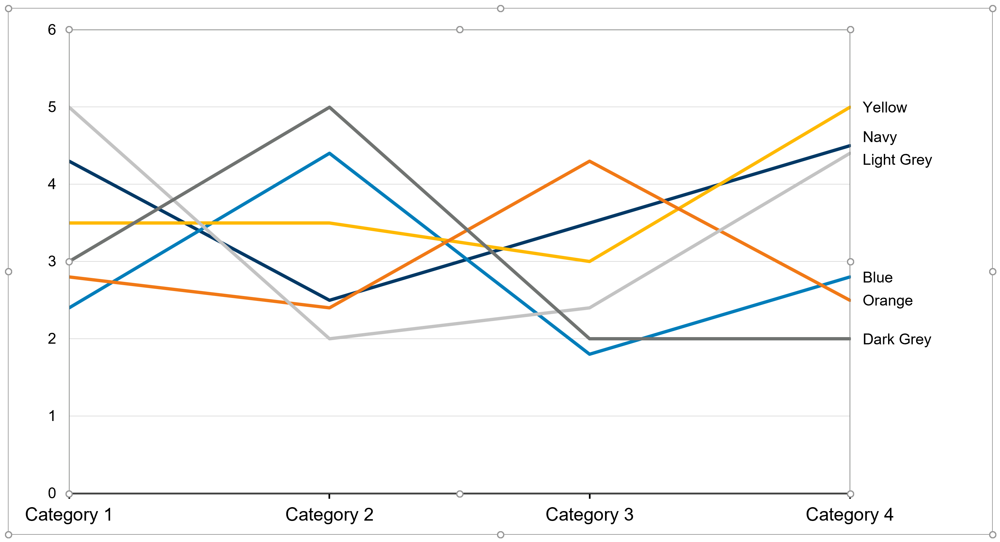 6
5
4
3
2
1
0
Category 1
Category 2
Category 3
Category 4
Yellow
Navy
Light Grey
Blue
Orange
Dark Grey